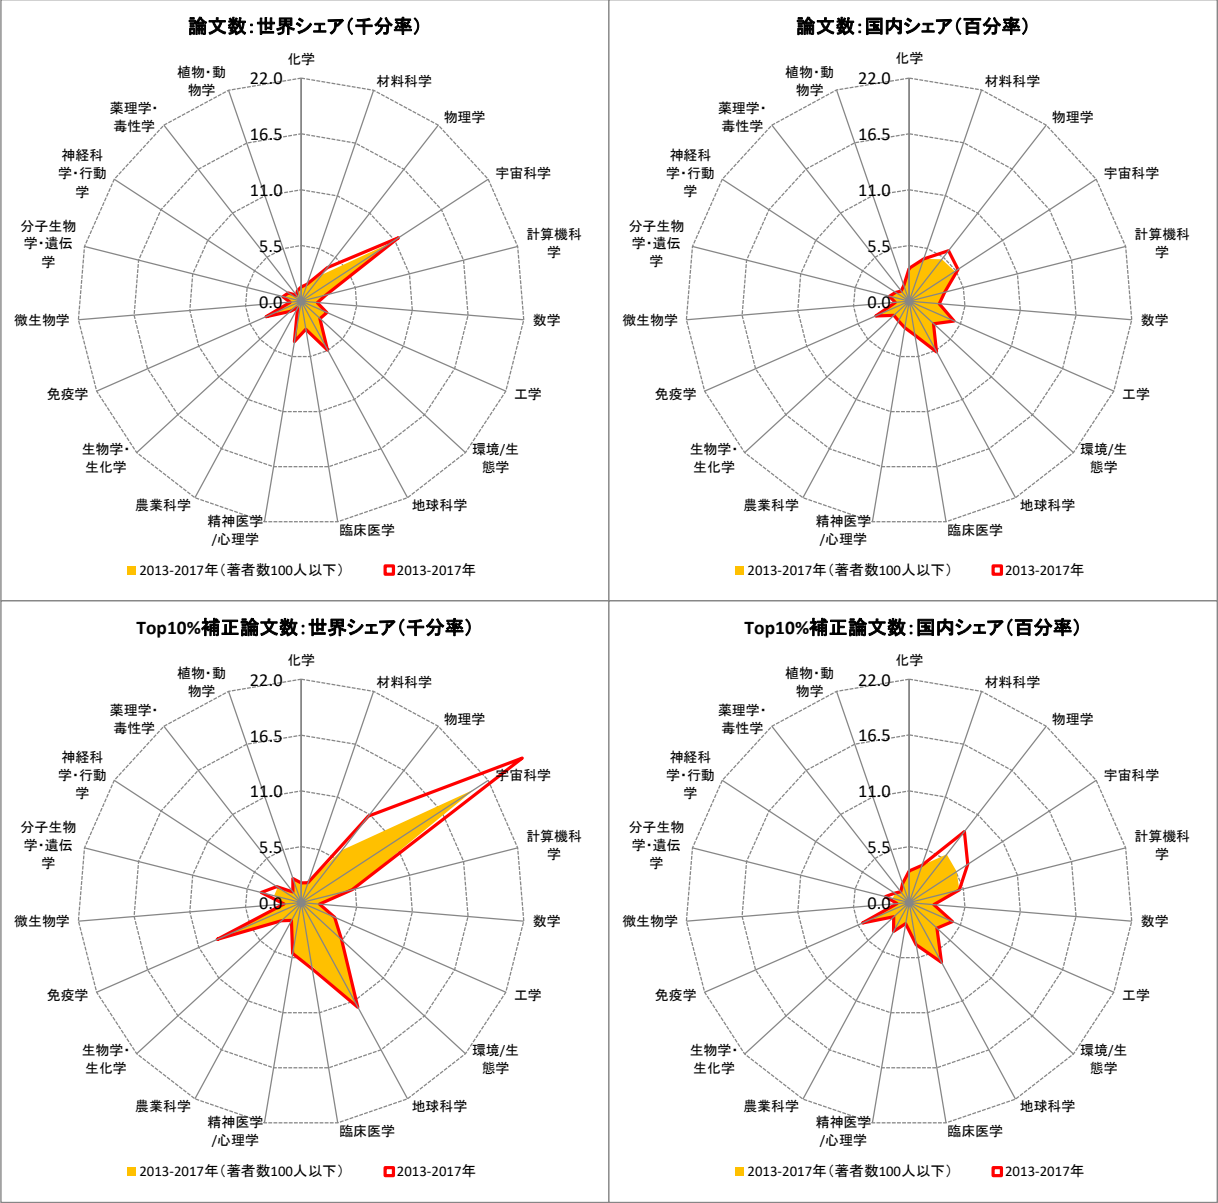 論文数：世界シェア（千分率）
化学
材料科学
物理学
宇宙科学
計算機科
学
数学
工学
環境/生
態学
地球科学
臨床医学
精神医学
/心理学
農業科学
生物学・
生化学
免疫学
微生物学
分子生物
学・遺伝
学
神経科
学・行動
学
薬理学・
毒性学
植物・動
物学
22.0
16.5
11.0
5.5
0.0
2013-2017年（著者数100人以下）
2013-2017年
論文数：国内シェア（百分率）
化学
材料科学
物理学
宇宙科学
計算機科
学
数学
工学
環境/生
態学
地球科学
臨床医学
精神医学
/心理学
農業科学
生物学・
生化学
免疫学
微生物学
分子生物
学・遺伝
学
神経科
学・行動
学
薬理学・
毒性学
植物・動
物学
22.0
16.5
11.0
5.5
0.0
2013-2017年（著者数100人以下）
2013-2017年
Top10%補正論文数：世界シェア（千分率）
化学
材料科学
物理学
宇宙科学
計算機科
学
数学
工学
環境/生
態学
地球科学
臨床医学
精神医学
/心理学
農業科学
生物学・
生化学
免疫学
微生物学
分子生物
学・遺伝
学
神経科
学・行動
学
薬理学・
毒性学
植物・動
物学
22.0
16.5
11.0
5.5
0.0
2013-2017年（著者数100人以下）
2013-2017年
Top10%補正論文数：国内シェア（百分率）
化学
材料科学
物理学
宇宙科学
計算機科
学
数学
工学
環境/生
態学
地球科学
臨床医学
精神医学
/心理学
農業科学
生物学・
生化学
免疫学
微生物学
分子生物
学・遺伝
学
神経科
学・行動
学
薬理学・
毒性学
植物・動
物学
22.0
16.5
11.0
5.5
0.0
2013-2017年（著者数100人以下）
2013-2017年